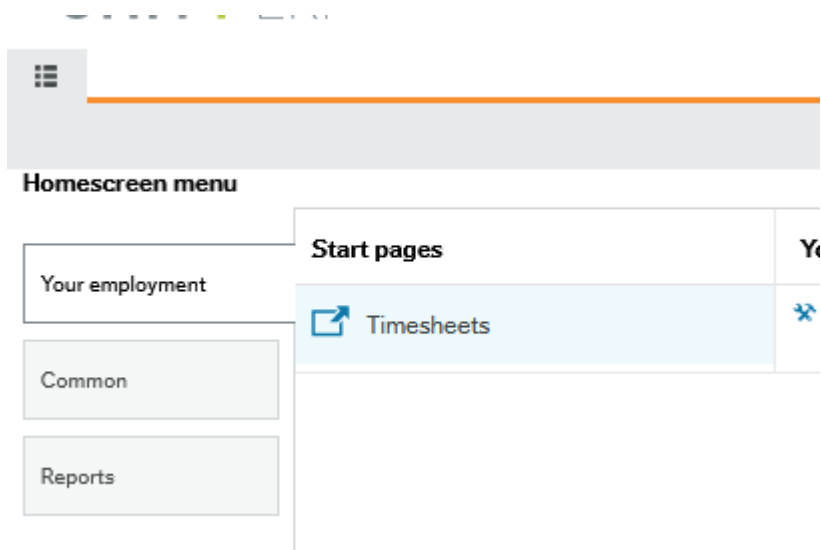 Homescreen menu
Start pages
Your employment
Timesheets
Common
Reports